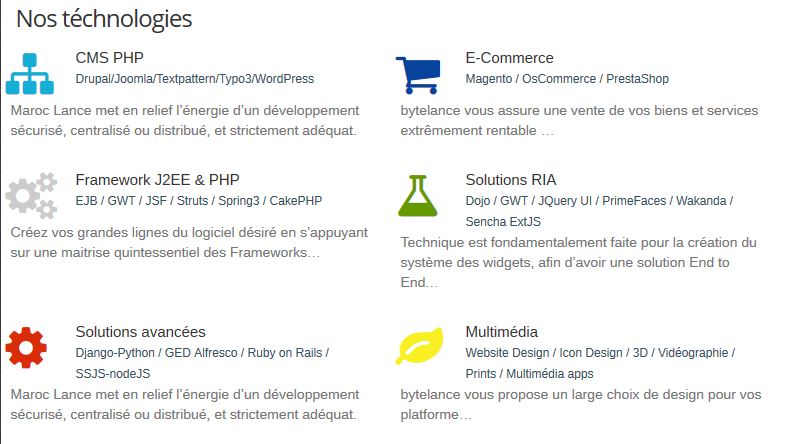 Nos téchnologies
CMS PHP
Drupal/Joomla/Textpattern/Typo3/WordPress
Maroc Lance met en relief l’énergie d’un développement
sécurisé, centralisé ou distribué, et strictement adéquat.
E-Commerce
Magento / OsCommerce / PrestaShop
bytelance vous assure une vente de vos biens et services
extrêmement rentable …
Framework J2EE & PHP
EJB / GWT / JSF / Struts / Spring3 / CakePHP
Créez vos grandes lignes du logiciel désiré en s’appuyant
sur une maitrise quintessentiel des Frameworks…
Solutions RIA
Dojo / GWT / JQuery UI / PrimeFaces / Wakanda /
Sencha ExtJS
Technique est fondamentalement faite pour la création du
système des widgets, afin d’avoir une solution End to
End…
Solutions avancées
Django-Python / GED Alfresco / Ruby on Rails /
SSJS-nodeJS
Maroc Lance met en relief l’énergie d’un développement
sécurisé, centralisé ou distribué, et strictement adéquat.
Multimédia
Website Design / Icon Design / 3D / Vidéographie /
Prints / Multimédia apps
bytelance vous propose un large choix de design pour vos
platforme…